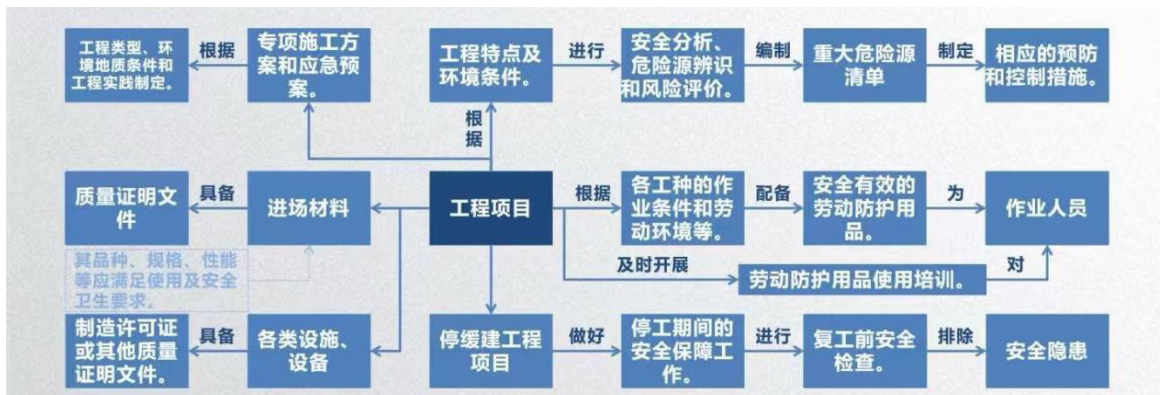 工程类型、环
境地质条件和
工程实践制定。
根据
专项施工方
案和应急预
案。
工程特点及
环境条件。
进行
安全分析、
危险源辨识
和风险评价。
编制
重大危险源
清单
制定
相应的预防
和控制措施。
根
据
质量证明文
件
具备
进场材料
工程项目
根据
各工种的作
业条件和劳
动环境等。
配备
安全有效的
劳动防护用
品。
为
作业人员
其品种、规格、性能
等应满足使用及安全
卫生要求。
及时开展
劳动防护用品使用培训。
对
制造许可证
或其他质量
证明文件。
具备
各类设施、
设备
停缓建工程
项目
做好
停工期间的
安全保障工
作。
进行
复工前安全
检查。
排除
安全隐患